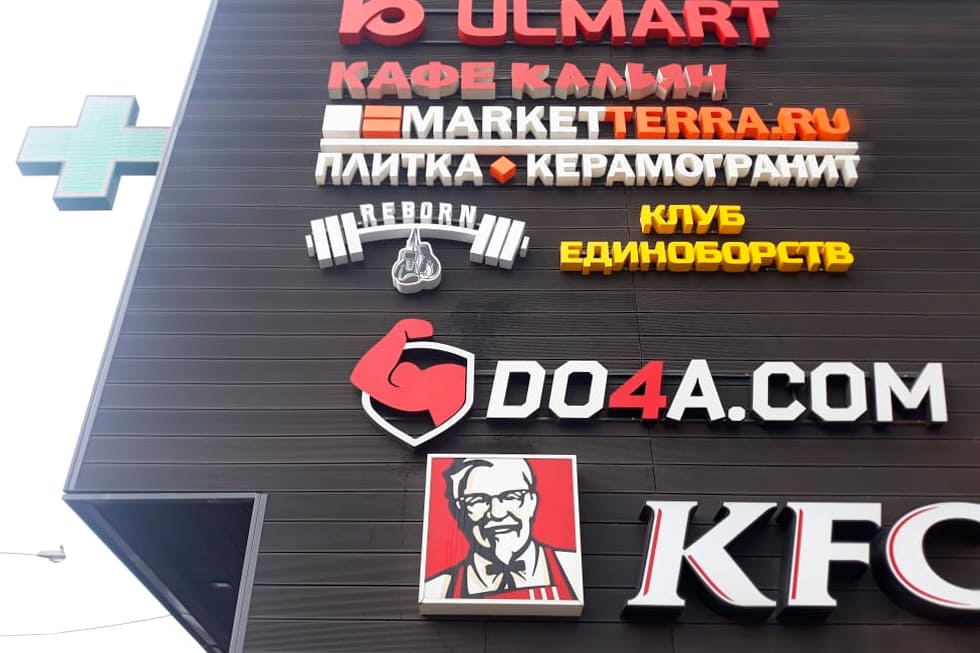 ULMART
КАФЕ КАЛЬЯН
MARKETTERRA.RU
ПЛИТКА КЕРАМОГРАНИТ
REBORN
КЛУБ
ЕДИНОБОРСТВ
DO4A.COM
KFC